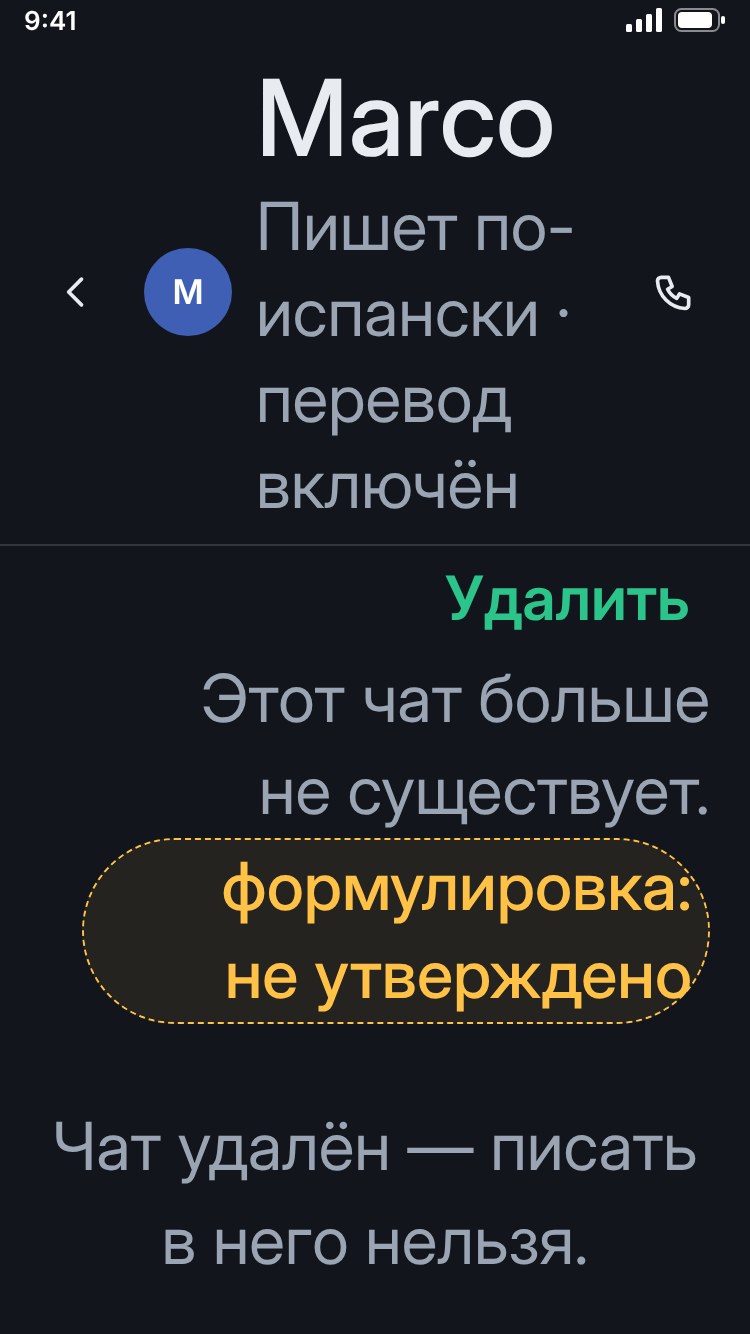 9:41
Marco
M
Пишет по-
испански ·
перевод
включён
Удалить
Этот чат больше
не существует.
формулировка:
не утверждено
Чат удалён — писать
в него нельзя.